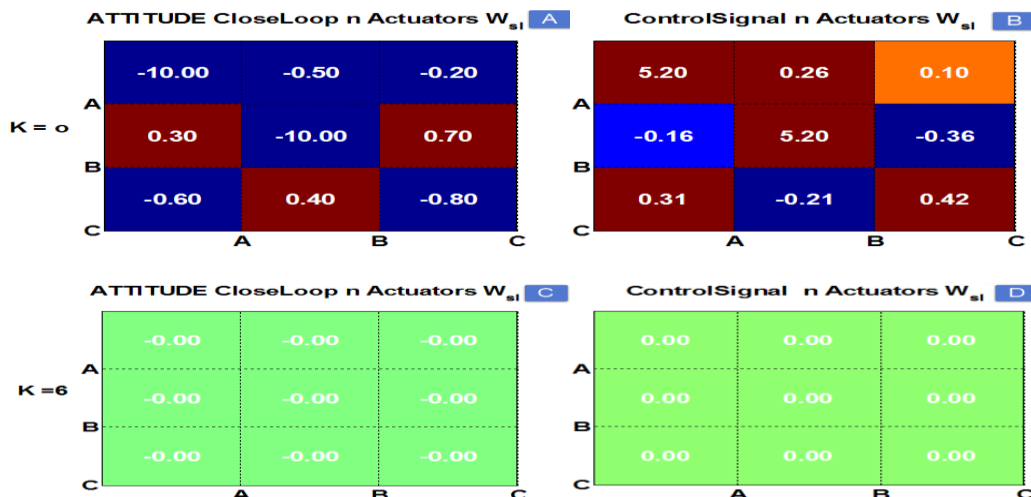 ATTITUDE CloseLoop n Actuators W_sl A
ControlSignal n Actuators W_sl B
-10.00 -0.50 -0.20
5.20 0.26 0.10
A
A
K = o
0.30 -10.00 0.70
-0.16 5.20 -0.36
B
B
-0.60 0.40 -0.80
0.31 -0.21 0.42
C
C
A B C
A B C
ATTITUDE CloseLoop n Actuators W_sl C
ControlSignal n Actuators W_sl D
-0.00 -0.00 -0.00
0.00 0.00 0.00
A
A
K =6
-0.00 -0.00 -0.00
0.00 0.00 0.00
B
B
-0.00 -0.00 -0.00
0.00 0.00 0.00
C
C
A B C
A B C